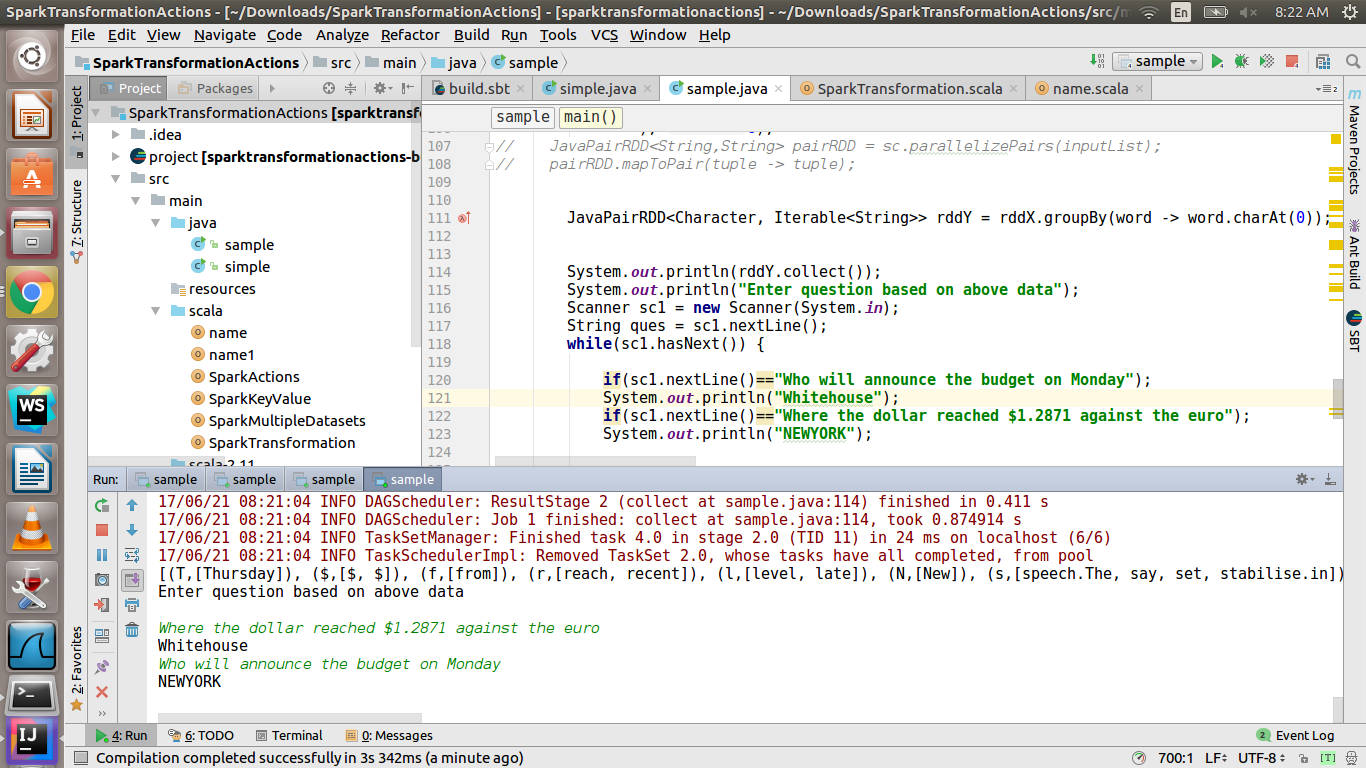 SparkTransformationActions - [~/Downloads/SparkTransformationActions] - [sparktransformationactions] - ~/Downloads/SparkTransformationActions/src/m
En
8:22 AM
File Edit View Navigate Code Analyze Refactor Build Run Tools VCS Window Help
SparkTransformationActions src main java sample
sample
Project Packages
build.sbt simple.java sample.java SparkTransformation.scala name.scala
sample main()
1: Project
7: Structure
2: Favorites
SparkTransformationActions [sparktransf
.idea
project [sparktransformationactions-b
src
main
java
sample
simple
resources
scala
name
name1
SparkActions
SparkKeyValue
SparkMultipleDatasets
SparkTransformation
scala-2.11
107 // JavaPairRDD<String,String> pairRDD = sc.parallelizePairs(inputList);
108 // pairRDD.mapToPair(tuple -> tuple);
109
110
111 JavaPairRDD<Character, Iterable<String>> rddY = rddX.groupBy(word -> word.charAt(0));
112
113
114 System.out.println(rddY.collect());
115 System.out.println("Enter question based on above data");
116 Scanner sc1 = new Scanner(System.in);
117 String ques = sc1.nextLine();
118 while(sc1.hasNext()) {
119
120 if(sc1.nextLine()=="Who will announce the budget on Monday");
121 System.out.println("Whitehouse");
122 if(sc1.nextLine()=="Where the dollar reached $1.2871 against the euro");
123 System.out.println("NEWYORK");
124
Maven Projects
Ant Build
SBT
Run: sample sample sample sample
17/06/21 08:21:04 INFO DAGScheduler: ResultStage 2 (collect at sample.java:114) finished in 0.411 s
17/06/21 08:21:04 INFO DAGScheduler: Job 1 finished: collect at sample.java:114, took 0.874914 s
17/06/21 08:21:04 INFO TaskSetManager: Finished task 4.0 in stage 2.0 (TID 11) in 24 ms on localhost (6/6)
17/06/21 08:21:04 INFO TaskSchedulerImpl: Removed TaskSet 2.0, whose tasks have all completed, from pool
[(T,[Thursday]), ($,[$, $]), (f,[from]), (r,[reach, recent]), (l,[level, late]), (N,[New]), (s,[speech.The, say, set, stabilise.in])
Enter question based on above data
Where the dollar reached $1.2871 against the euro
Whitehouse
Who will announce the budget on Monday
NEWYORK
4: Run 6: TODO Terminal 0: Messages 2 Event Log
Compilation completed successfully in 3s 342ms (a minute ago) 700:1 LF UTF-8 [T]